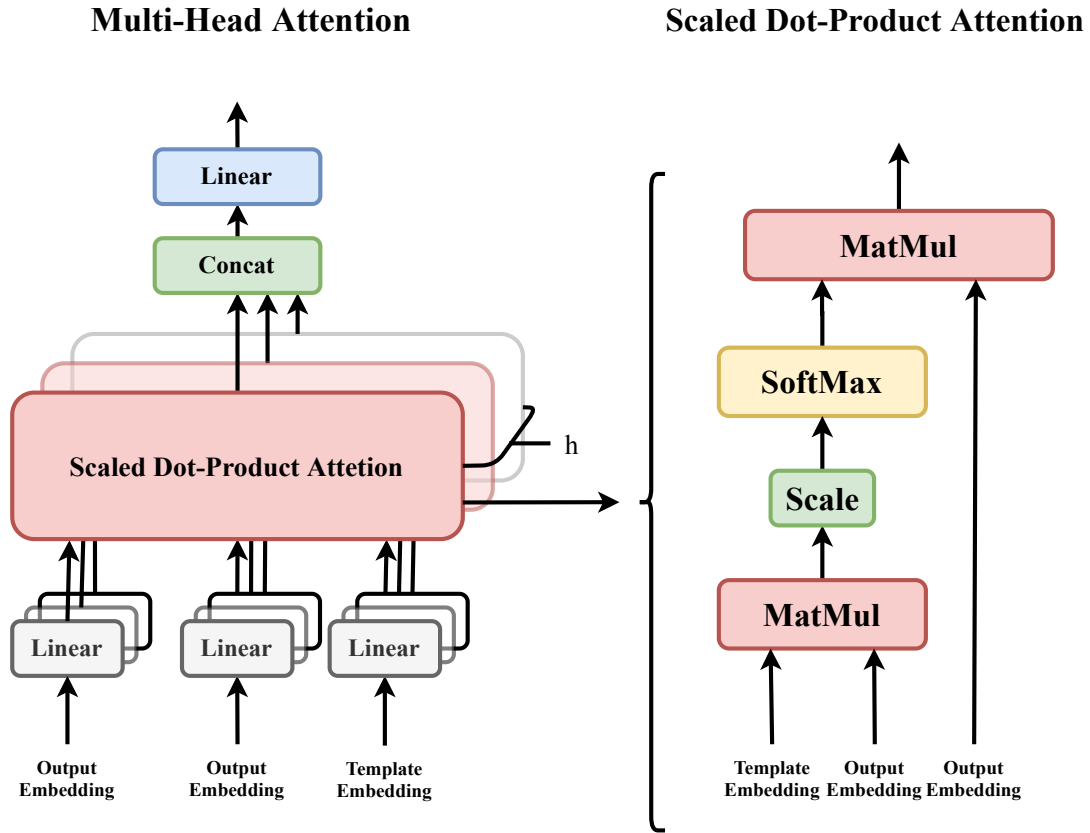 Multi-Head Attention
Scaled Dot-Product Attention
Linear
Concat
Scaled Dot-Product Attetion
h
Linear
Linear
Linear
Output
Embedding
Output
Embedding
Template
Embedding
MatMul
SoftMax
Scale
MatMul
Template
Embedding
Output
Embedding
Output
Embedding